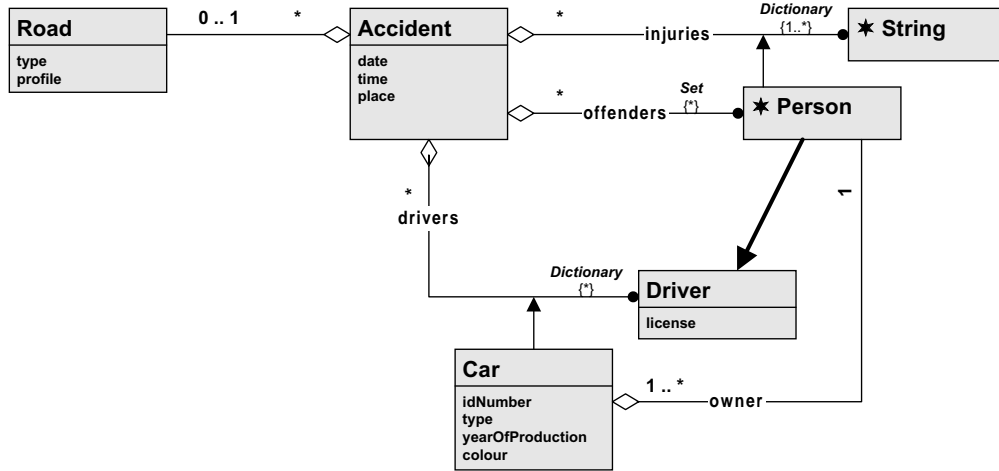 Road
type
profile
0 .. 1
*
Accident
date
time
place
*
injuries
Dictionary
{1..*}
✶ String
*
offenders
Set
{*}
✶ Person
*
drivers
1
Dictionary
{*}
Driver
license
Car
idNumber
type
yearOfProduction
colour
1 .. *
owner